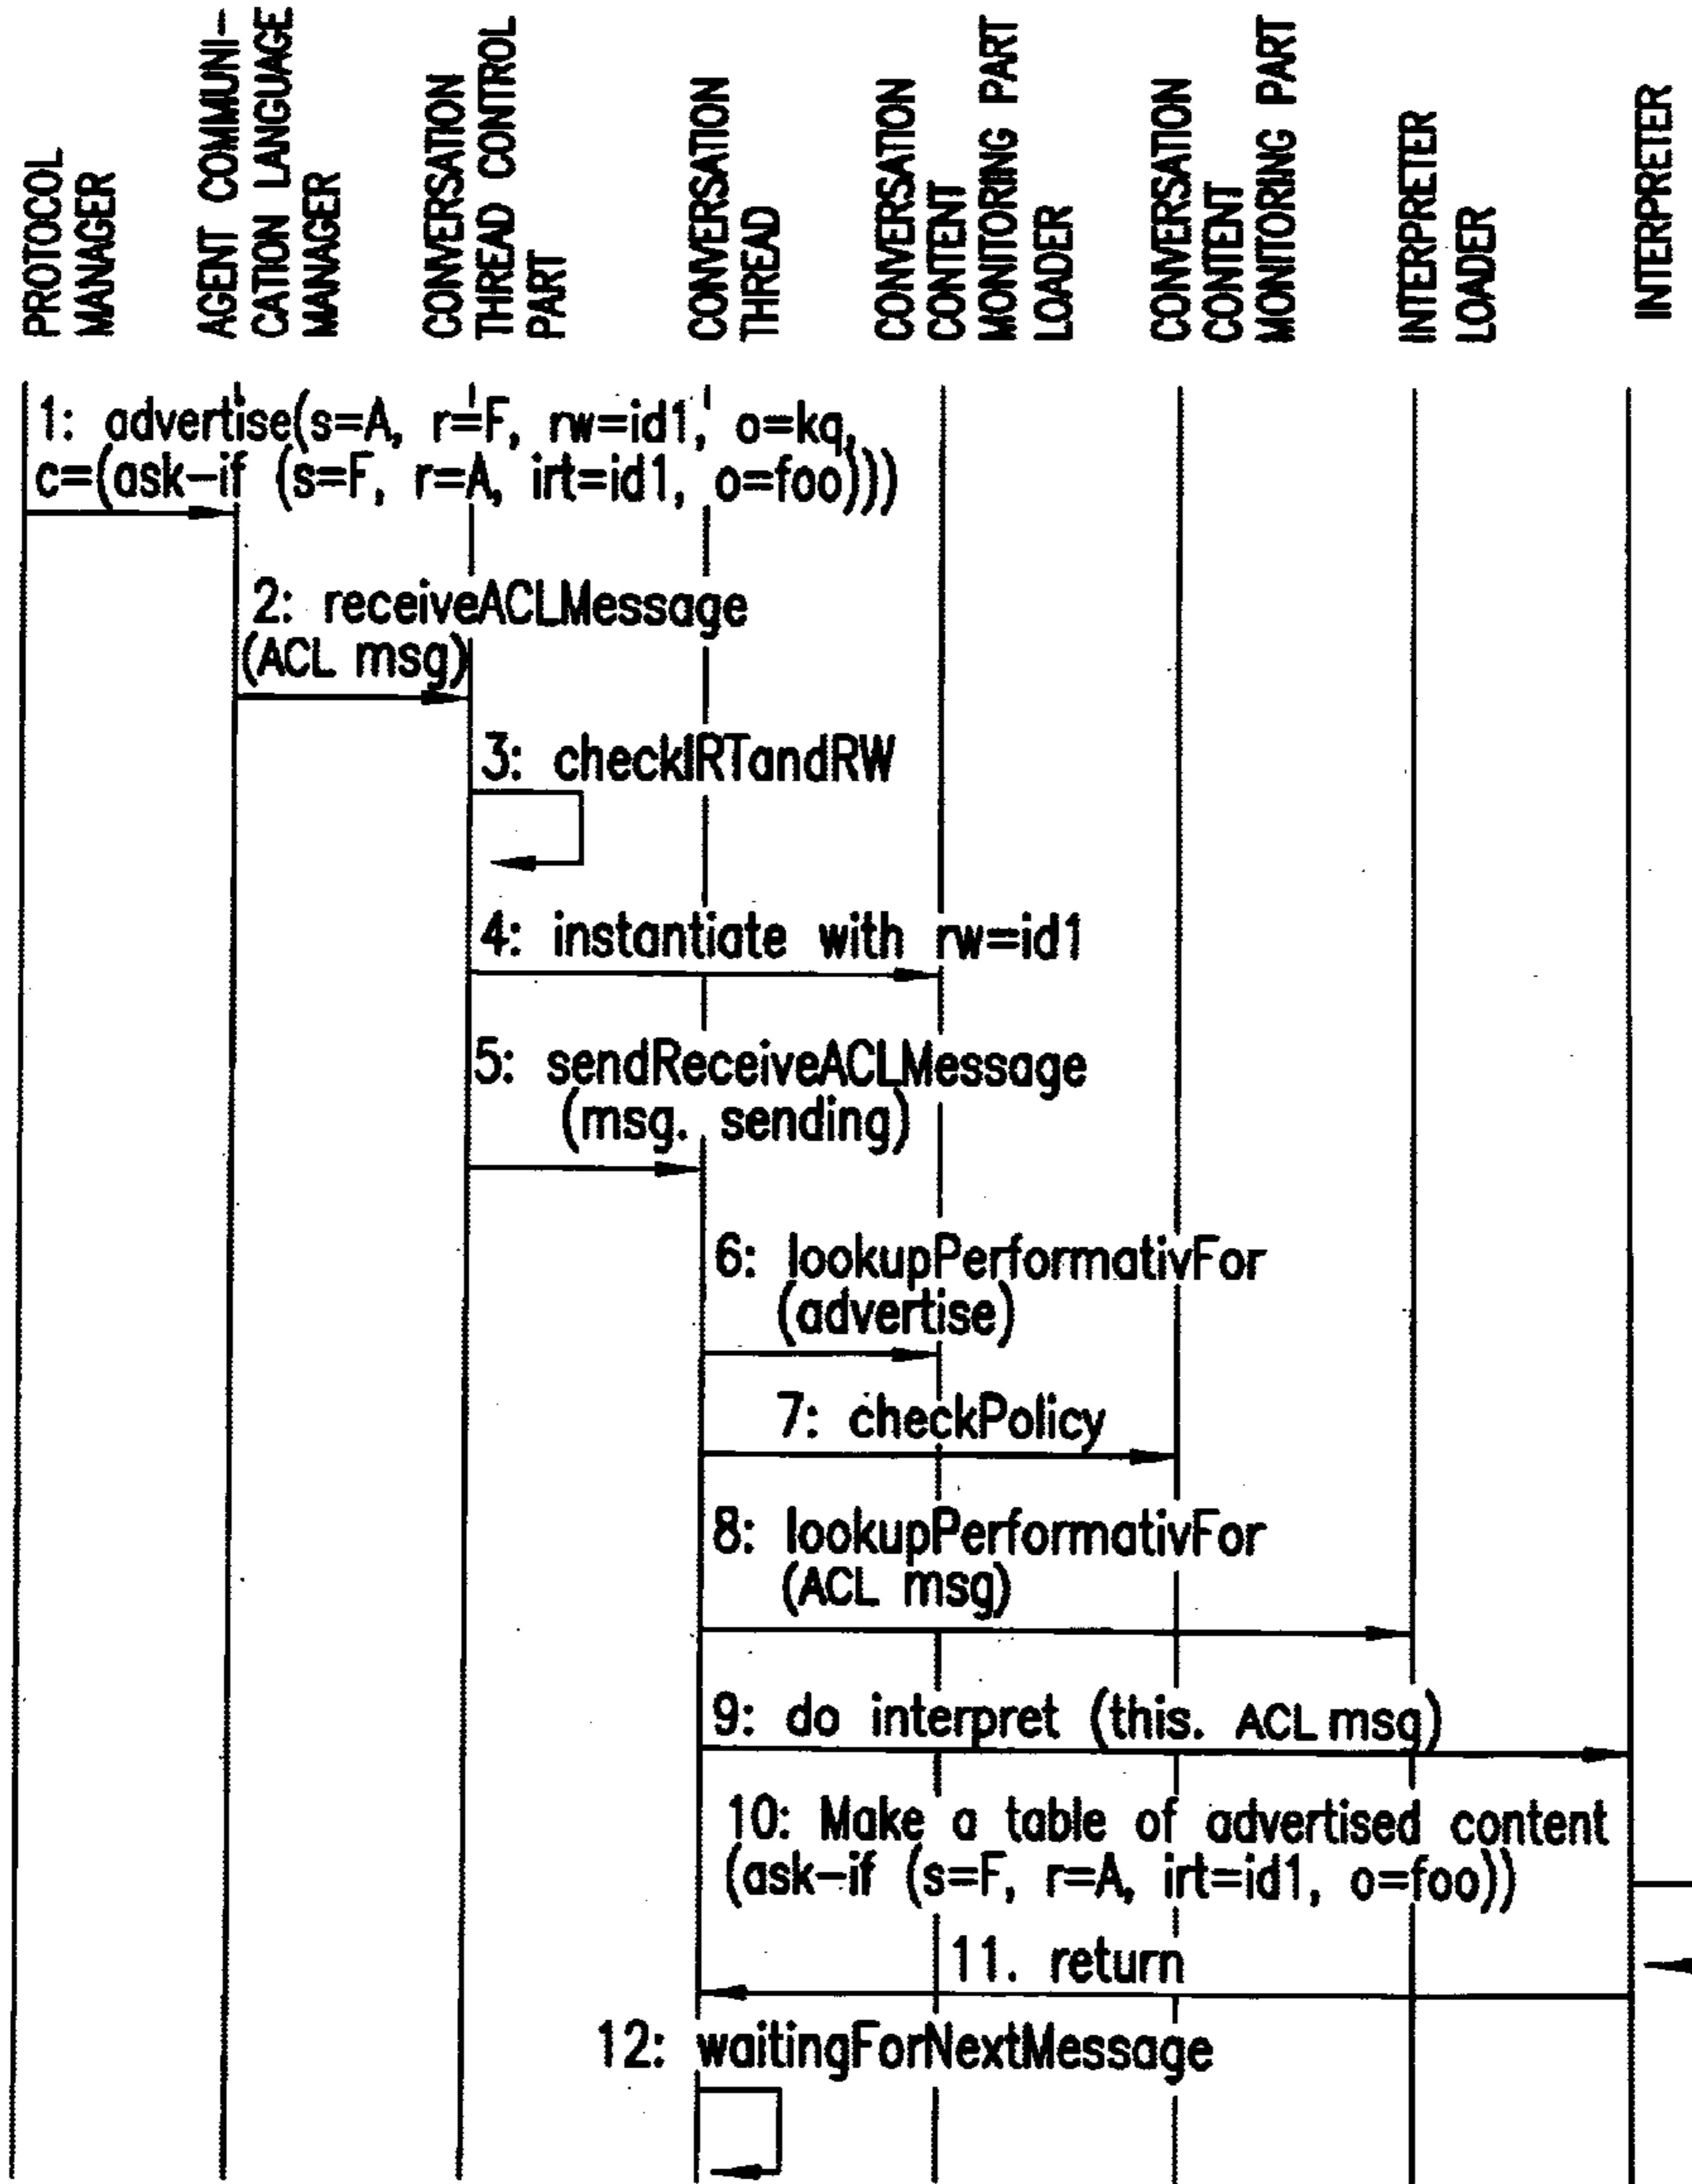 PROTOCOL
MANAGER
AGENT COMMUNI-
CATION LANGUAGE
MANAGER
CONVERSATION
THREAD CONTROL
PART
CONVERSATION
THREAD
CONVERSATION
CONTENT
MONITORING PART
LOADER
CONVERSATION
CONTENT
MONITORING PART
INTERPRETER
LOADER
INTERPRETER
1: advertise(s=A, r=F, rw=id1, o=kq,
c=(ask-if (s=F, r=A, irt=id1, o=foo)))
2: receiveACLMessage
(ACL msg)
3: checkIRTandRW
4: instantiate with rw=id1
5: sendReceiveACLMessage
(msg. sending)
6: lookupPerformativFor
(advertise)
7: checkPolicy
8: lookupPerformativFor
(ACL msg)
9: do interpret (this. ACL msg)
10: Make a table of advertised content
(ask-if (s=F, r=A, irt=id1, o=foo))
11. return
12: waitingForNextMessage